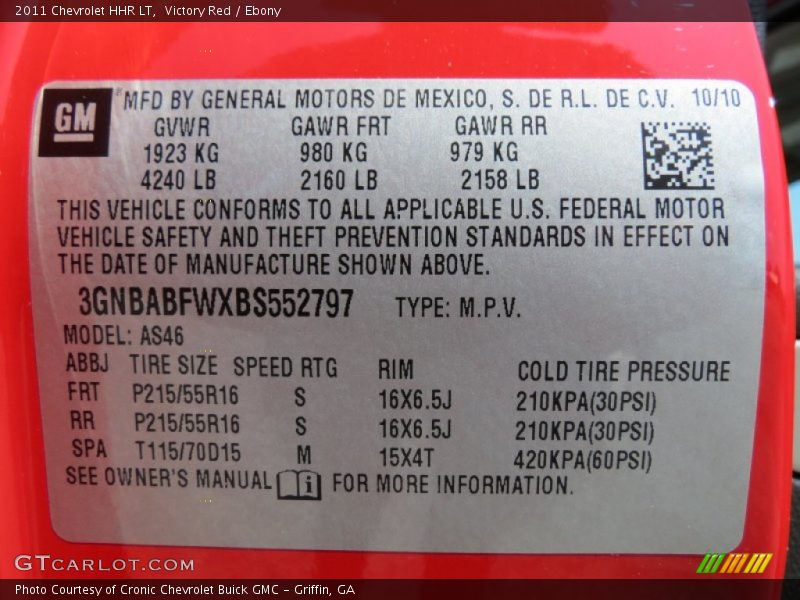 2011 Chevrolet HHR LT,  Victory Red / Ebony
GM ® MFD BY GENERAL MOTORS DE MEXICO, S. DE R.L. DE C.V. 10/10
GVWR GAWR FRT GAWR RR
1923 KG 980 KG 979 KG
4240 LB 2160 LB 2158 LB
THIS VEHICLE CONFORMS TO ALL APPLICABLE U.S. FEDERAL MOTOR
VEHICLE SAFETY AND THEFT PREVENTION STANDARDS IN EFFECT ON
THE DATE OF MANUFACTURE SHOWN ABOVE.
3GNBABFWXBS552797 TYPE: M.P.V.
MODEL: AS46
ABBJ TIRE SIZE SPEED RTG RIM COLD TIRE PRESSURE
FRT P215/55R16 S 16X6.5J 210KPA(30PSI)
RR P215/55R16 S 16X6.5J 210KPA(30PSI)
SPA T115/70D15 M 15X4T 420KPA(60PSI)
SEE OWNER'S MANUAL i FOR MORE INFORMATION.
GTCARLOT.COM
Photo Courtesy of Cronic Chevrolet Buick GMC – Griffin, GA